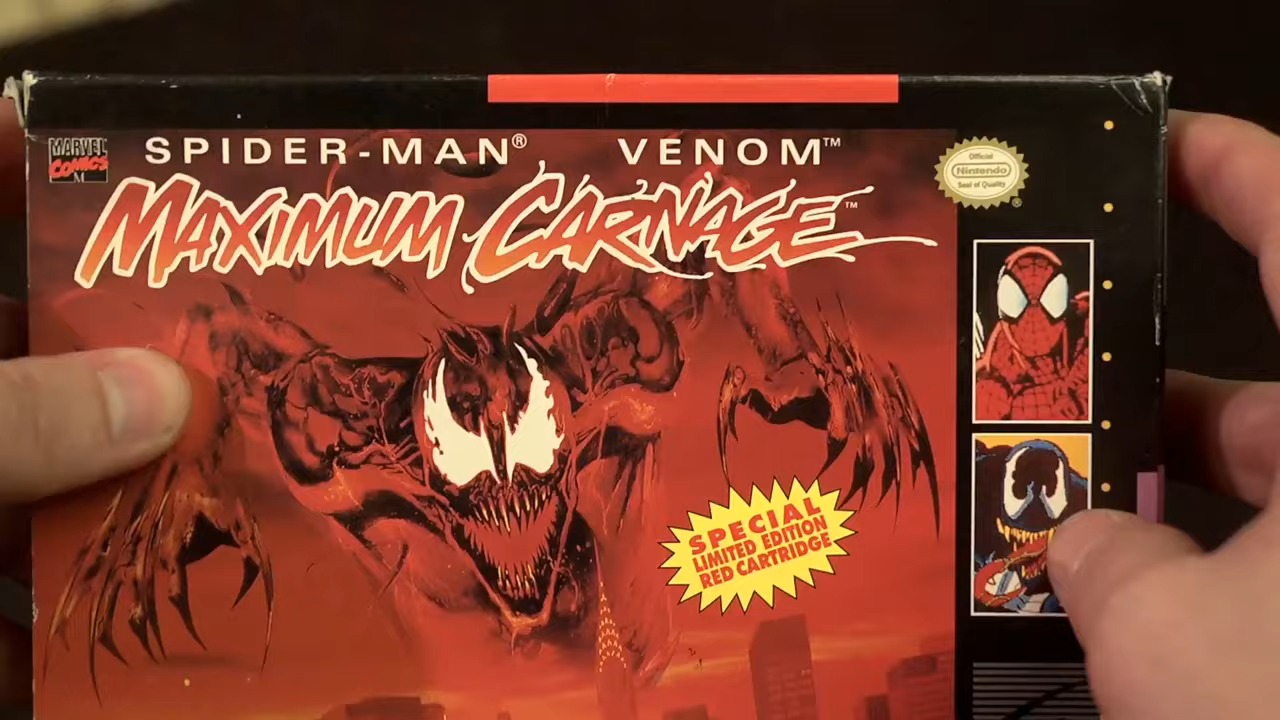 MARVEL
COMICS
M
SPIDER-MAN® VENOM™
MAXIMUM CARNAGE™
Official
Nintendo
Seal of Quality
®
SPECIAL
LIMITED EDITION
RED CARTRIDGE